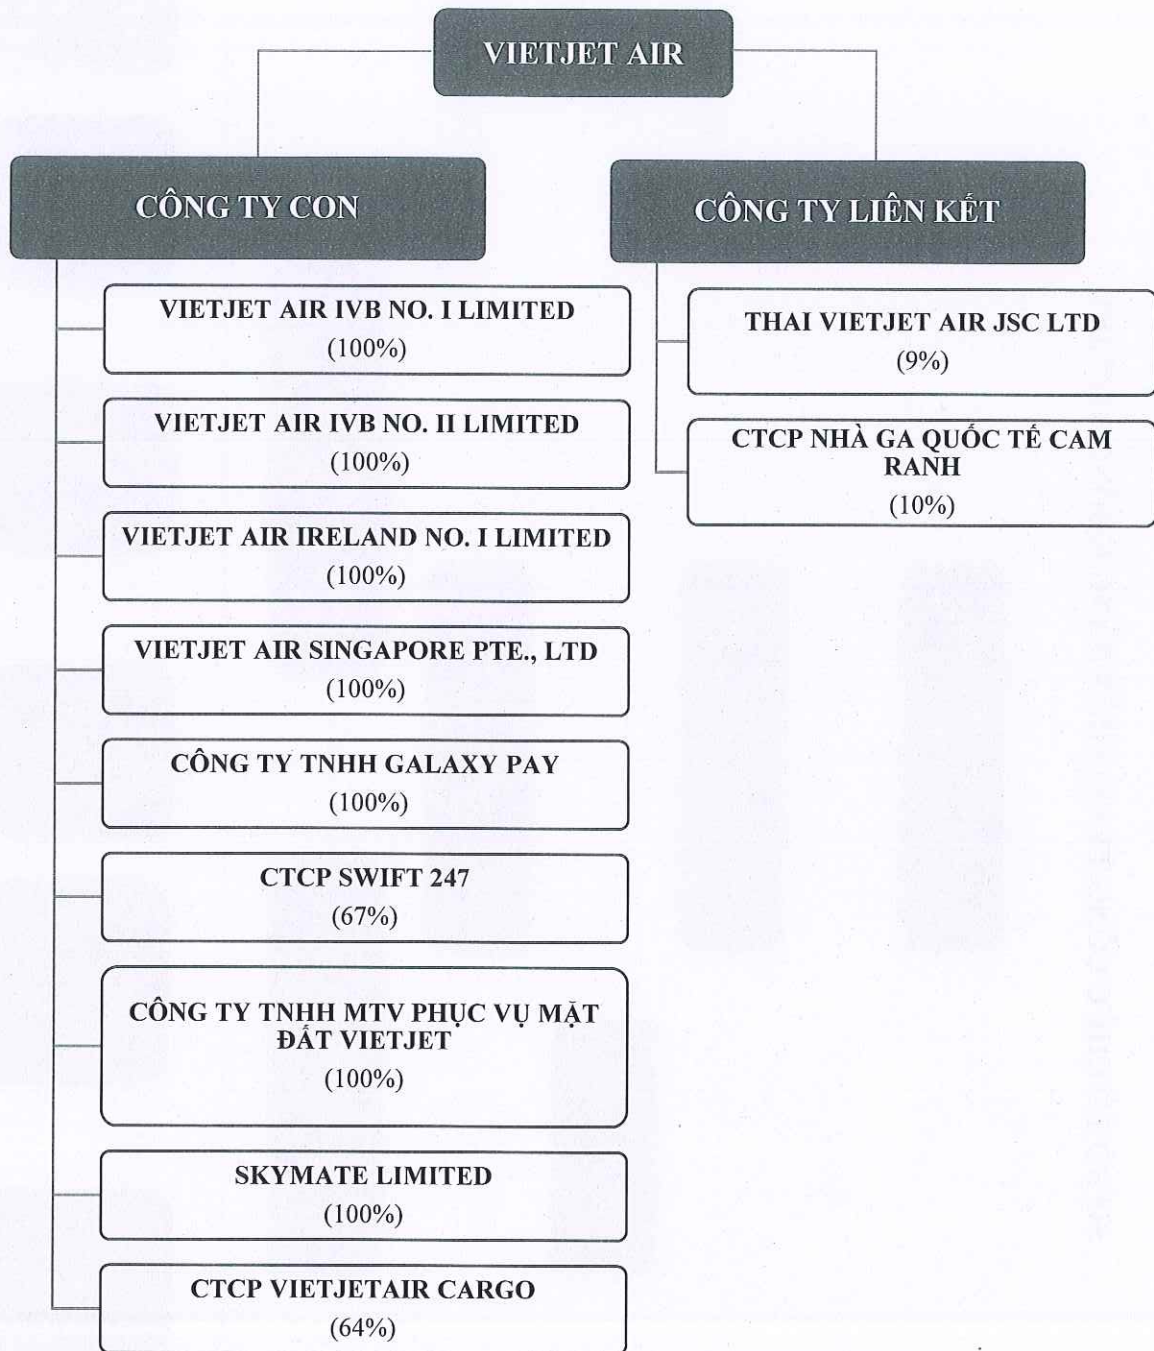 VIETJET AIR
CÔNG TY CON
VIETJET AIR IVB NO. I LIMITED
(100%)
VIETJET AIR IVB NO. II LIMITED
(100%)
VIETJET AIR IRELAND NO. I LIMITED
(100%)
VIETJET AIR SINGAPORE PTE., LTD
(100%)
CÔNG TY TNHH GALAXY PAY
(100%)
CTCP SWIFT 247
(67%)
CÔNG TY TNHH MTV PHỤC VỤ MẶT
ĐẤT VIETJET
(100%)
SKYMATE LIMITED
(100%)
CTCP VIETJETAIR CARGO
(64%)
CÔNG TY LIÊN KẾT
THAI VIETJET AIR JSC LTD
(9%)
CTCP NHÀ GA QUỐC TẾ CAM
RANH
(10%)